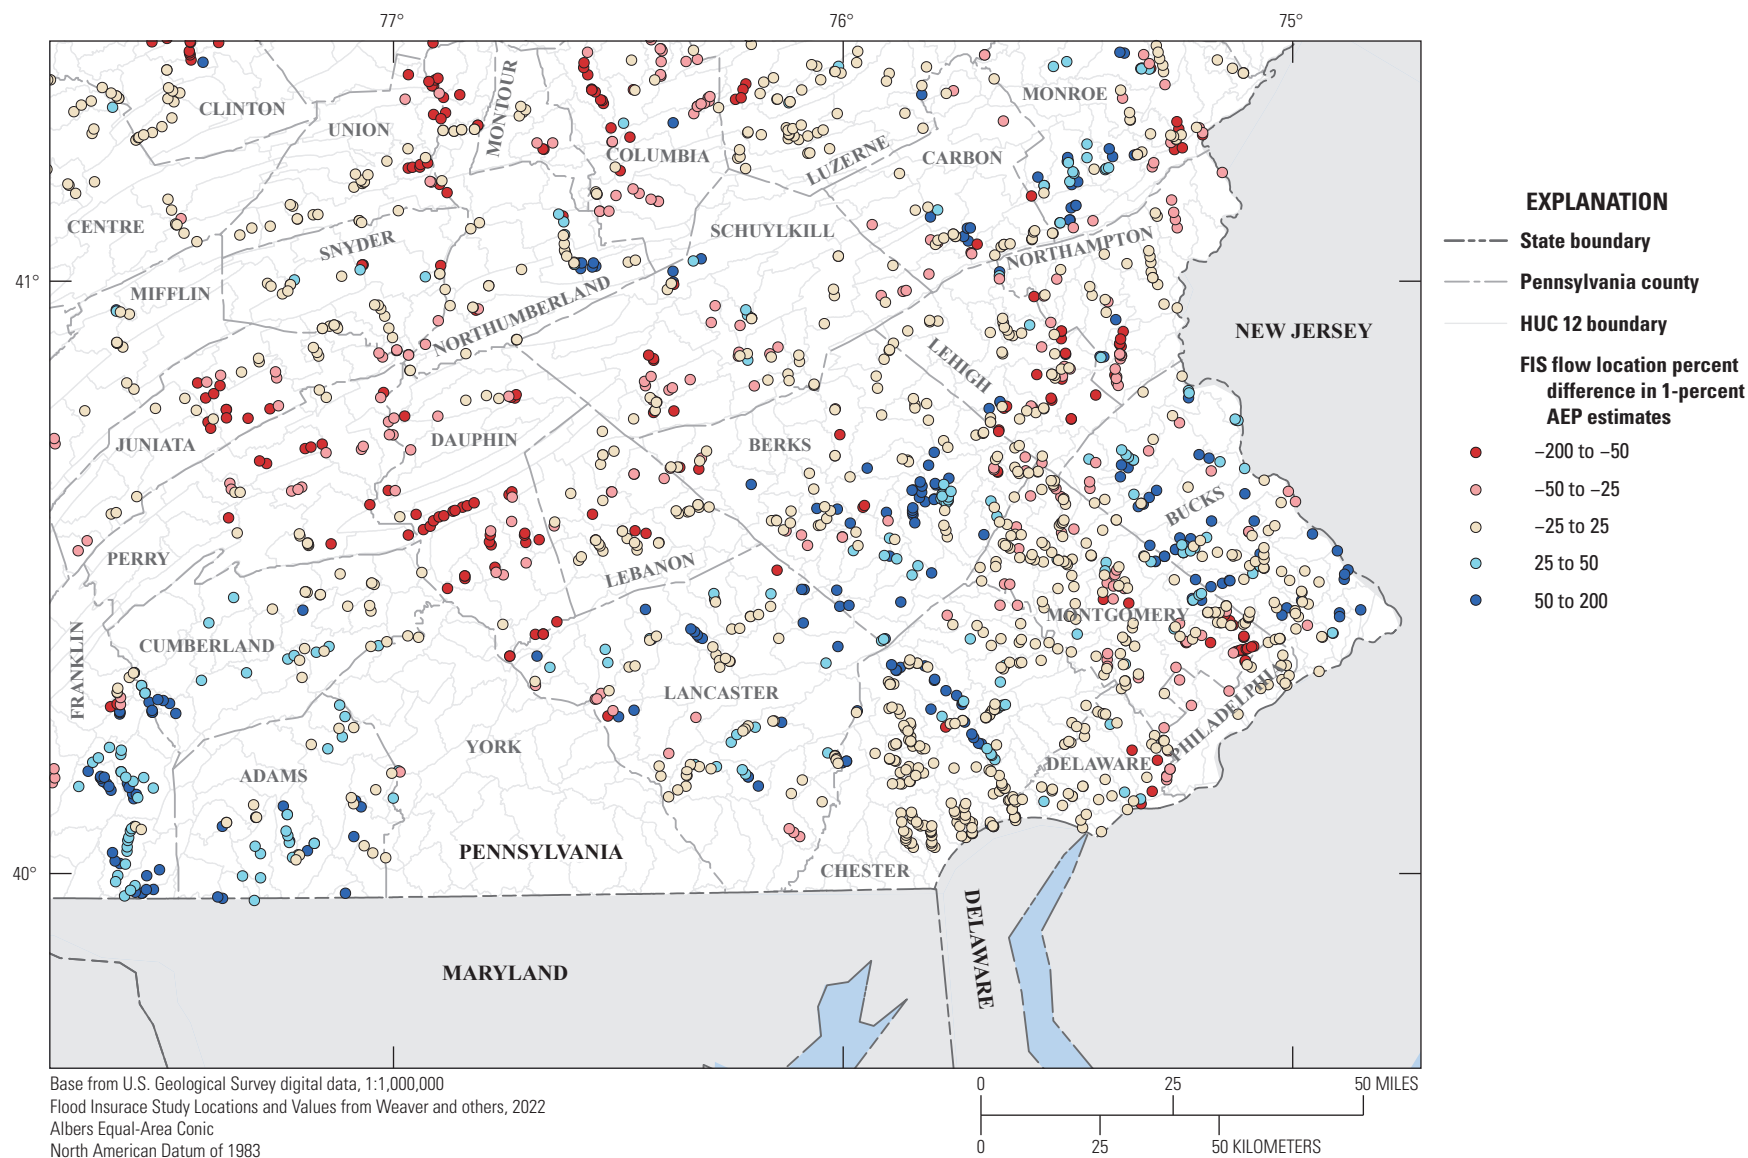 77°
76°
75°
CLINTON
UNION
MONTOUR
COLUMBIA
LUZERNE
CARBON
MONROE
CENTRE
SNYDER
SCHUYLKILL
NORTHAMPTON
41°
MIFFLIN
NORTHUMBERLAND
LEHIGH
NEW JERSEY
JUNIATA
DAUPHIN
BERKS
BUCKS
PERRY
LEBANON
MONTGOMERY
FRANKLIN
CUMBERLAND
LANCASTER
PHILADELPHIA
YORK
ADAMS
DELAWARE
PENNSYLVANIA
CHESTER
40°
MARYLAND
DELAWARE
EXPLANATION
State boundary
Pennsylvania county
HUC 12 boundary
FIS flow location percent
difference in 1-percent
AEP estimates
−200 to −50
−50 to −25
−25 to 25
25 to 50
50 to 200
Base from U.S. Geological Survey digital data, 1:1,000,000
Flood Insurace Study Locations and Values from Weaver and others, 2022
Albers Equal-Area Conic
North American Datum of 1983
0 25 50 MILES
0 25 50 KILOMETERS